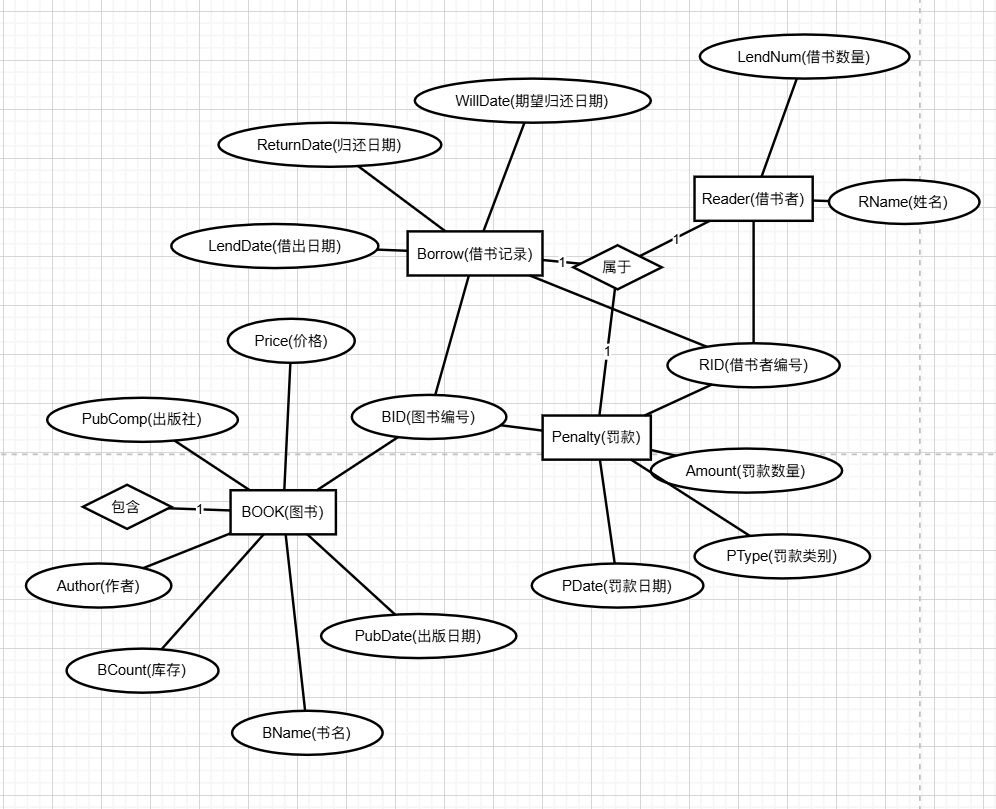 LendNum(借书数量)
WillDate(期望归还日期)
ReturnDate(归还日期)
Reader(借书者)
RName(姓名)
LendDate(借出日期)
Borrow(借书记录)
1
属于
1
Price(价格)
1
RID(借书者编号)
PubComp(出版社)
BID(图书编号)
Penalty(罚款)
Amount(罚款数量)
包含
1
BOOK(图书)
PType(罚款类别)
Author(作者)
PDate(罚款日期)
PubDate(出版日期)
BCount(库存)
BName(书名)